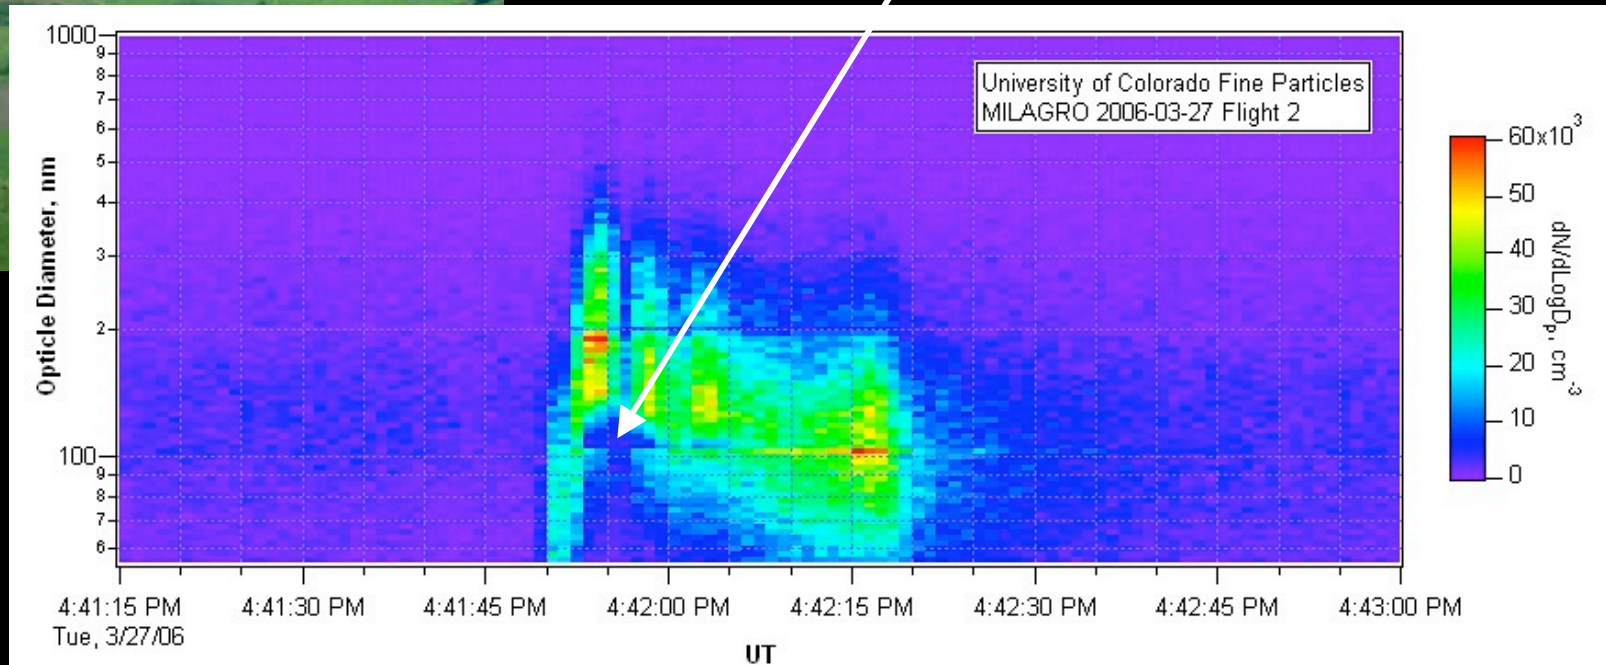 University of Colorado Fine Particles
MILAGRO 2006-03-27 Flight 2
Opticle Diameter, nm
1000
9
8
7
6
5
4
3
2
100
9
8
7
6
4:41:15 PM 4:41:30 PM 4:41:45 PM 4:42:00 PM 4:42:15 PM 4:42:30 PM 4:42:45 PM 4:43:00 PM
Tue, 3/27/06
UT
60x10³
50
40
30
20
10
0
dN/dLogDₚ, cm⁻³